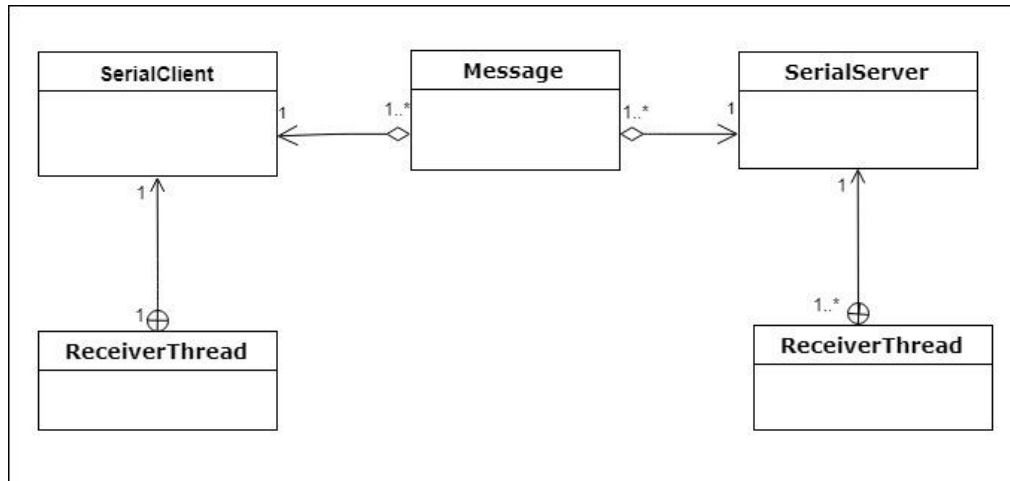 SerialClient
Message
SerialServer
1
1..*
1..*
1
1
1
1
1..*
ReceiverThread
ReceiverThread